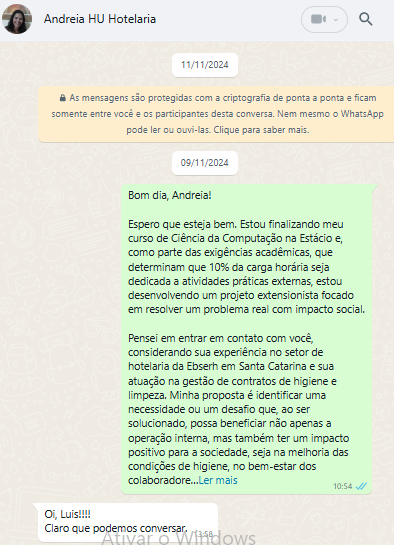 Andreia HU Hotelaria
11/11/2024
As mensagens são protegidas com a criptografia de ponta a ponta e ficam
somente entre você e os participantes desta conversa. Nem mesmo o WhatsApp
pode ler ou ouvi-las. Clique para saber mais.
09/11/2024
Bom dia, Andreia!
Espero que esteja bem. Estou finalizando meu
curso de Ciência da Computação na Estácio e,
como parte das exigências acadêmicas, que
determinam que 10% da carga horária seja
dedicada a atividades práticas externas, estou
desenvolvendo um projeto extensionista focado
em resolver um problema real com impacto social.
Pensei em entrar em contato com você,
considerando sua experiência no setor de
hotelaria da Ebserh em Santa Catarina e sua
atuação na gestão de contratos de higiene e
limpeza. Minha proposta é identificar uma
necessidade ou um desafio que, ao ser
solucionado, possa beneficiar não apenas a
operação interna, mas também ter um impacto
positivo para a sociedade, seja na melhoria das
condições de higiene, no bem-estar dos
colaboradore...Ler mais
10:54
Oi, Luis!!!!
Claro que podemos conversar.
13:58
Ativar o Windows